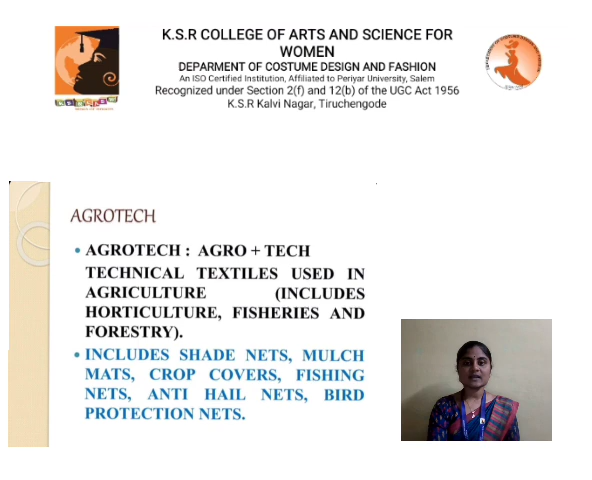 K.S.R COLLEGE OF ARTS AND SCIENCE FOR
WOMEN
DEPARMENT OF COSTUME DESIGN AND FASHION
An ISO Certified Institution, Affiliated to Periyar University, Salem
Recognized under Section 2(f) and 12(b) of the UGC Act 1956
K.S.R Kalvi Nagar, Tiruchengode
AGROTECH
• AGROTECH : AGRO + TECH
TECHNICAL TEXTILES USED IN
AGRICULTURE (INCLUDES
HORTICULTURE, FISHERIES AND
FORESTRY).
• INCLUDES SHADE NETS, MULCH
MATS, CROP COVERS, FISHING
NETS, ANTI HAIL NETS, BIRD
PROTECTION NETS.